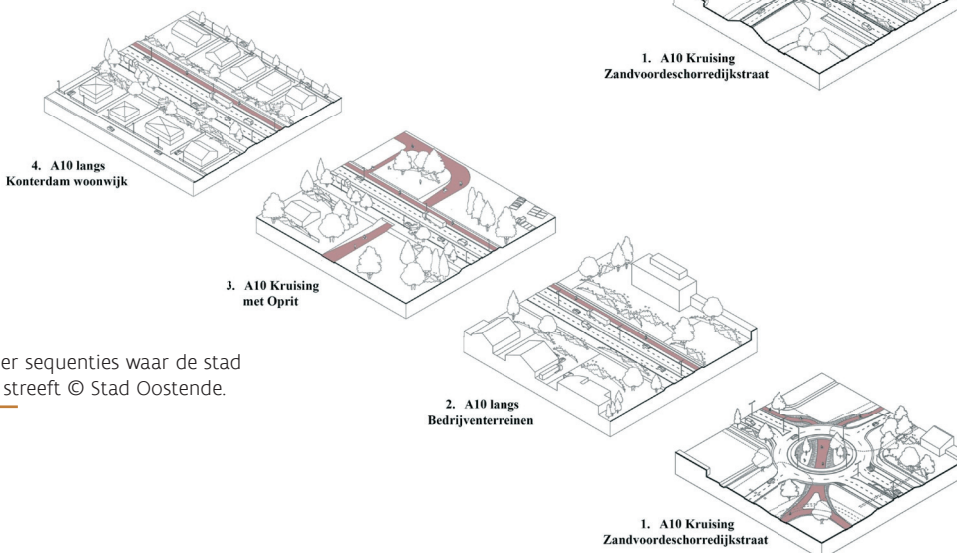 1. A10 Kruising
Zandvoordeschorredijkstraat
4. A10 langs
Konterdam woonwijk
3. A10 Kruising
met Oprit
er sequenties waar de stad
streeft © Stad Oostende.
2. A10 langs
Bedrijventerreinen
1. A10 Kruising
Zandvoordeschorredijkstraat